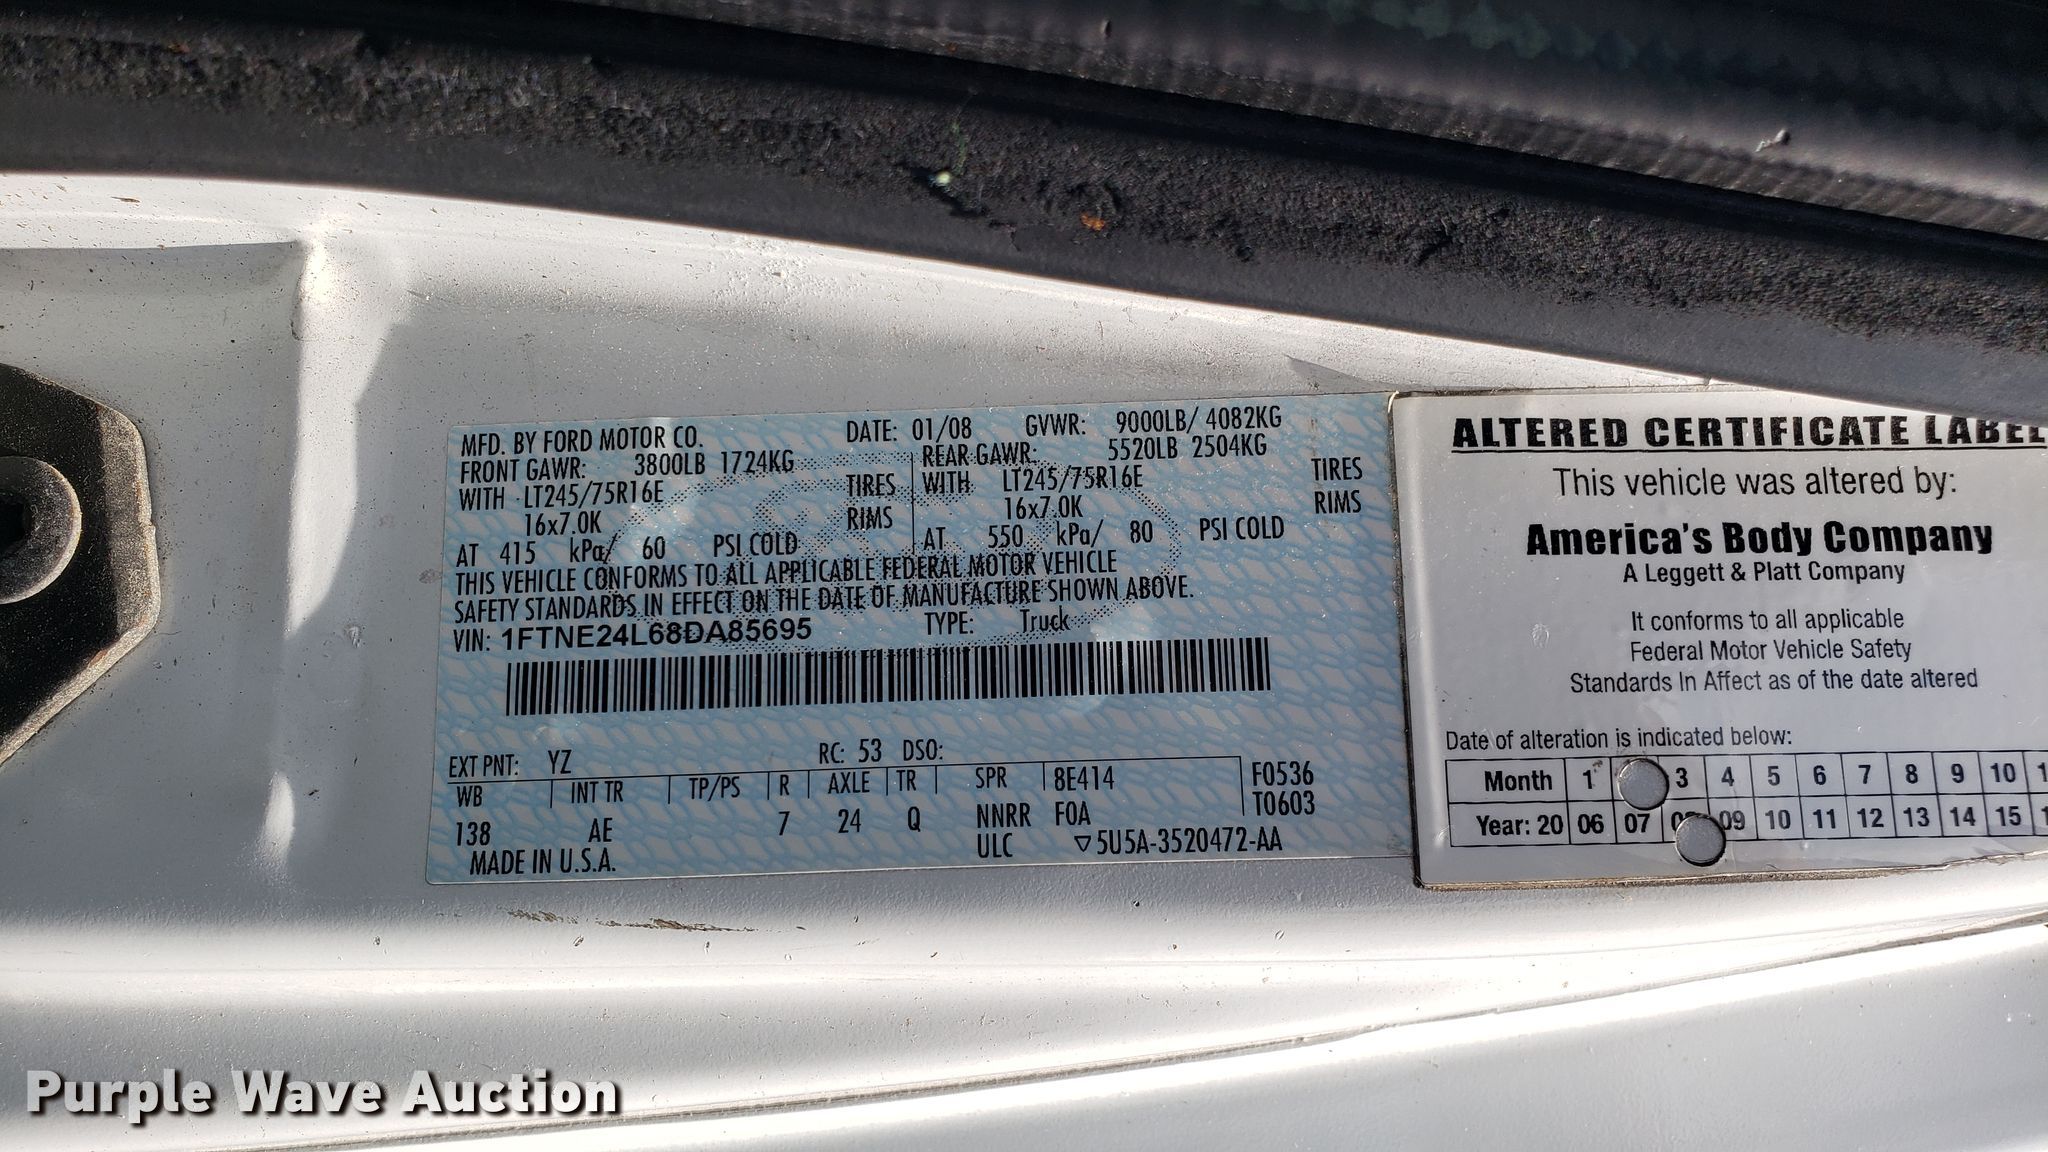 MFD. BY FORD MOTOR CO. DATE: 01/08 GVWR: 9000LB/ 4082KG
FRONT GAWR: 3800LB 1724KG REAR GAWR: 5520LB 2504KG
WITH LT245/75R16E TIRES WITH LT245/75R16E TIRES
16x7.0K RIMS 16x7.0K RIMS
AT 415 kPa/ 60 PSI COLD AT 550 kPa/ 80 PSI COLD
THIS VEHICLE CONFORMS TO ALL APPLICABLE FEDERAL MOTOR VEHICLE
SAFETY STANDARDS IN EFFECT ON THE DATE OF MANUFACTURE SHOWN ABOVE.
VIN: 1FTNE24L68DA85695 TYPE: Truck
EXT PNT: YZ RC: 53 DSO:
WB INT TR TP/PS R AXLE TR SPR 8E414 F0536
138 AE 7 24 Q NNRR FOA T0603
MADE IN U.S.A. ULC ▽5U5A-3520472-AA
ALTERED CERTIFICATE LABEL
This vehicle was altered by:
America's Body Company
A Leggett & Platt Company
It conforms to all applicable
Federal Motor Vehicle Safety
Standards In Affect as of the date altered
Date of alteration is indicated below:
Month 1 3 4 5 6 7 8 9 10 1
Year: 20 06 07 09 10 11 12 13 14 15 1
Purple Wave Auction